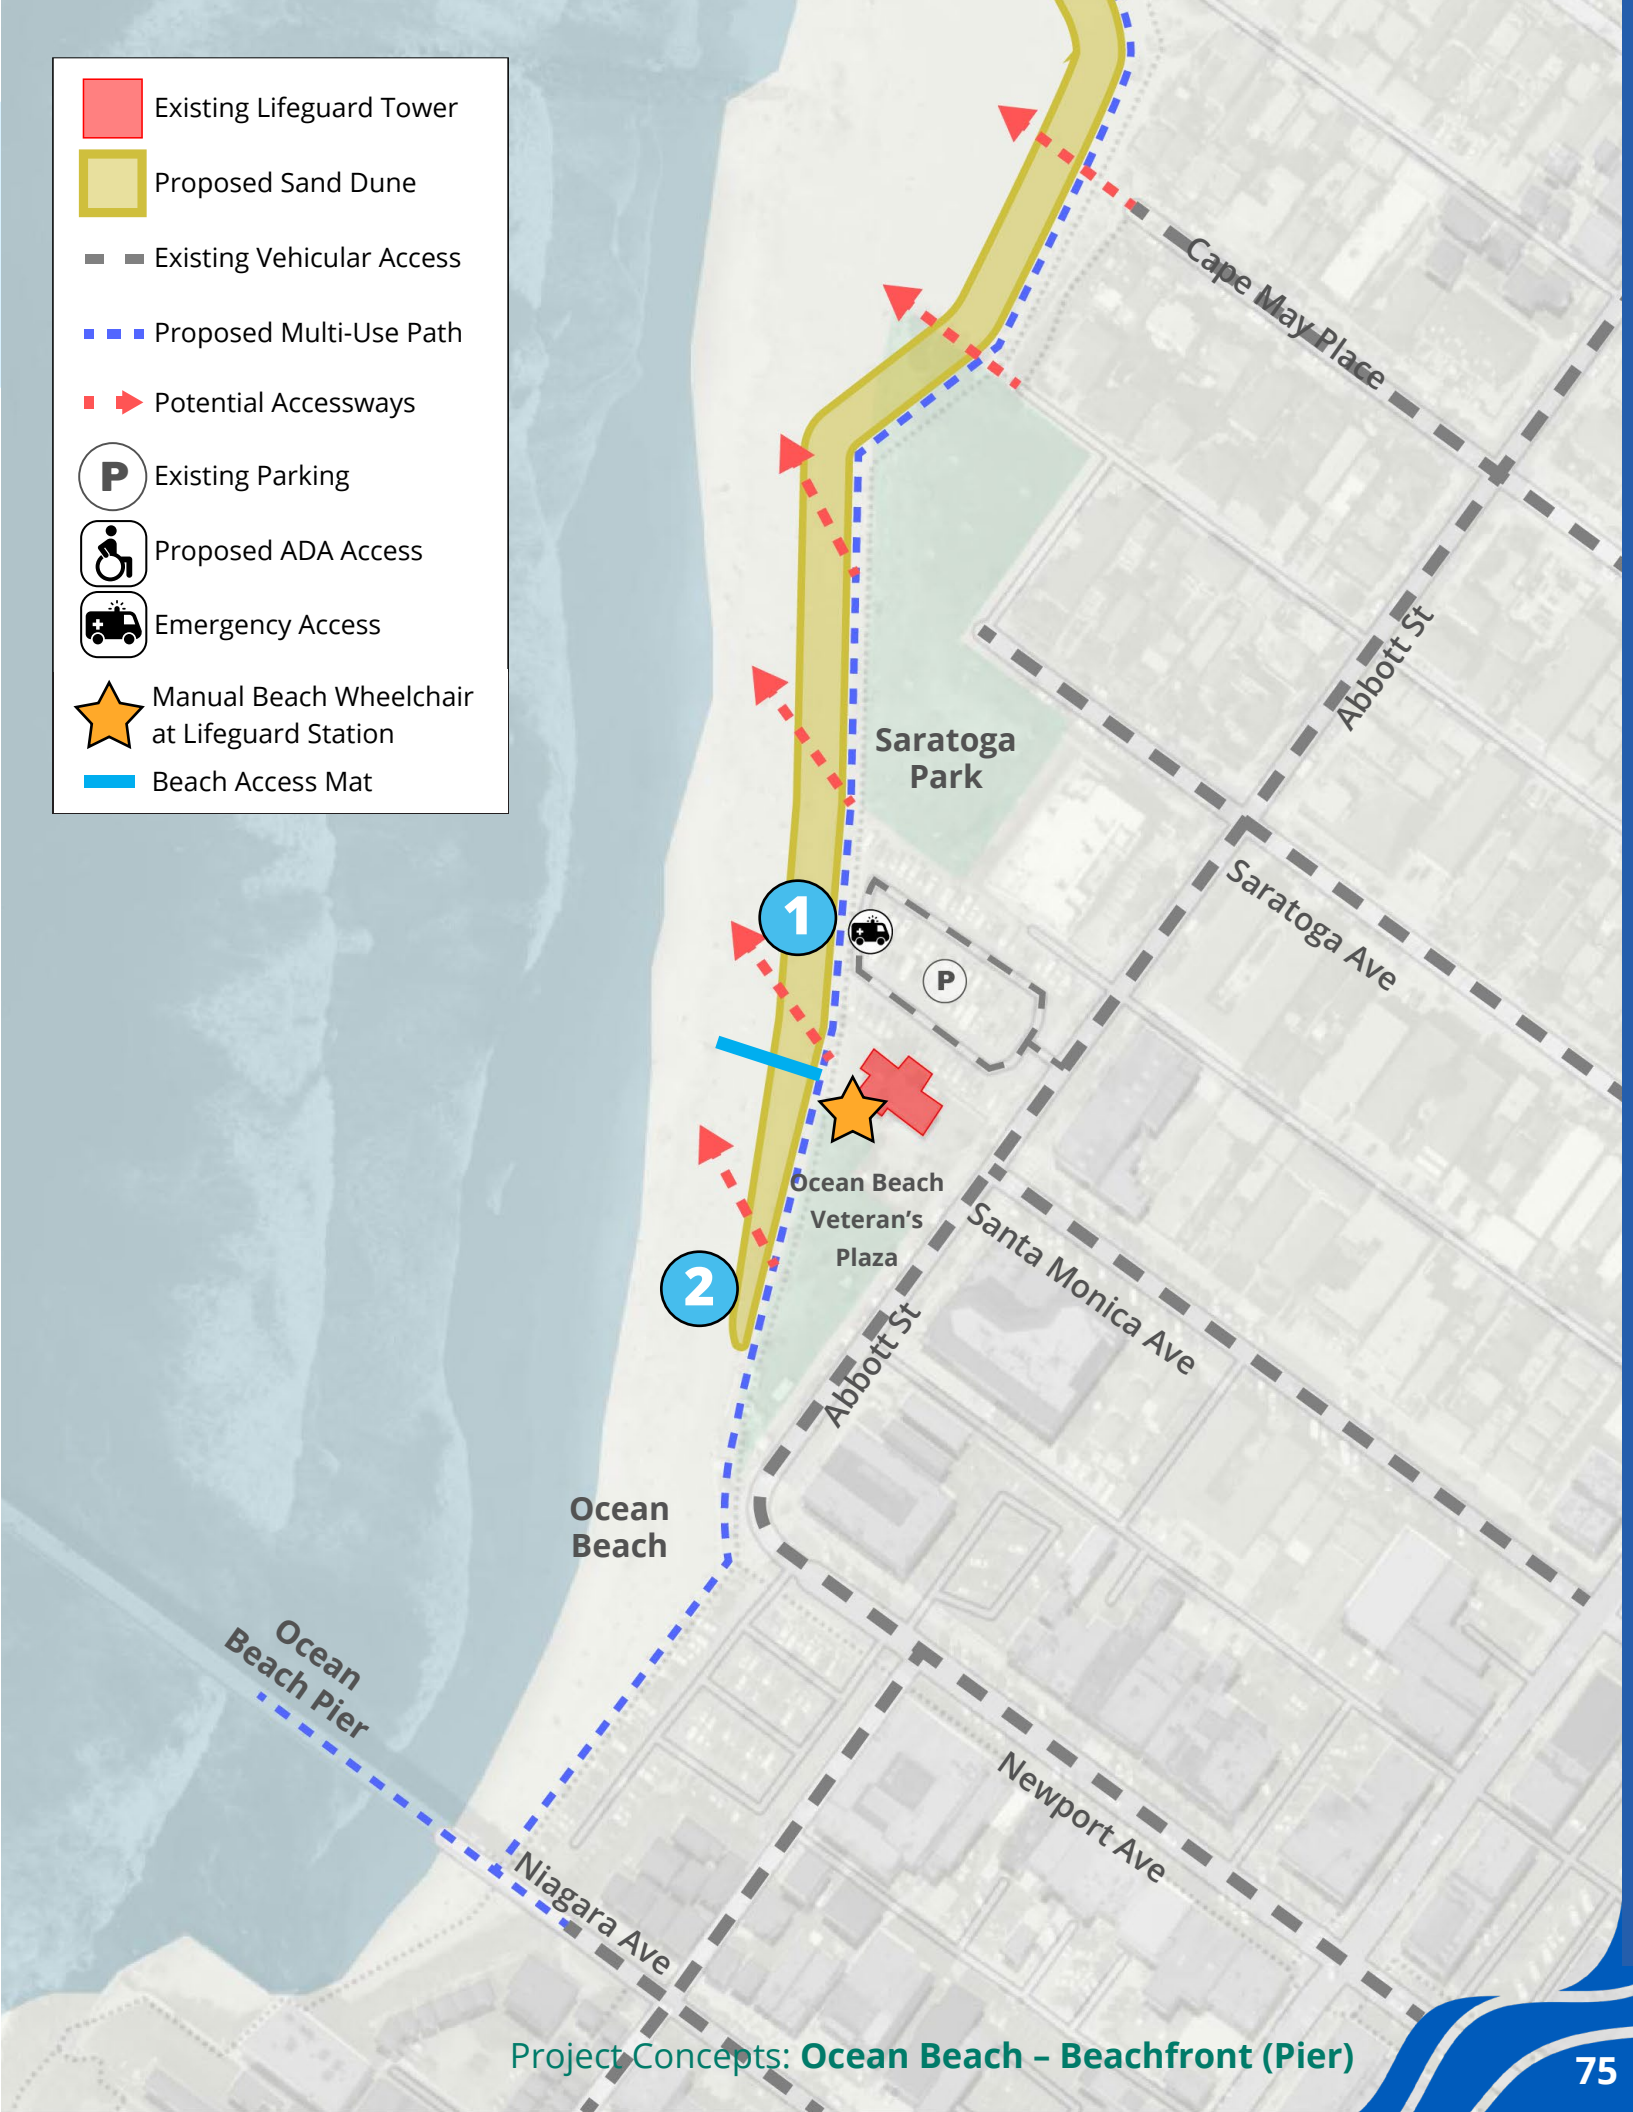 Existing Lifeguard Tower
Proposed Sand Dune
Existing Vehicular Access
Proposed Multi-Use Path
Potential Accessways
P
Existing Parking
Proposed ADA Access
Emergency Access
Manual Beach Wheelchair
at Lifeguard Station
Beach Access Mat
Cape May Place
Abbott St
Saratoga
Park
1
P
Saratoga Ave
Ocean Beach
Veteran's
Plaza
Santa Monica Ave
2
Abbott St
Ocean
Beach
Ocean
Beach Pier
Newport Ave
Niagara Ave
Project Concepts: Ocean Beach – Beachfront (Pier)
75